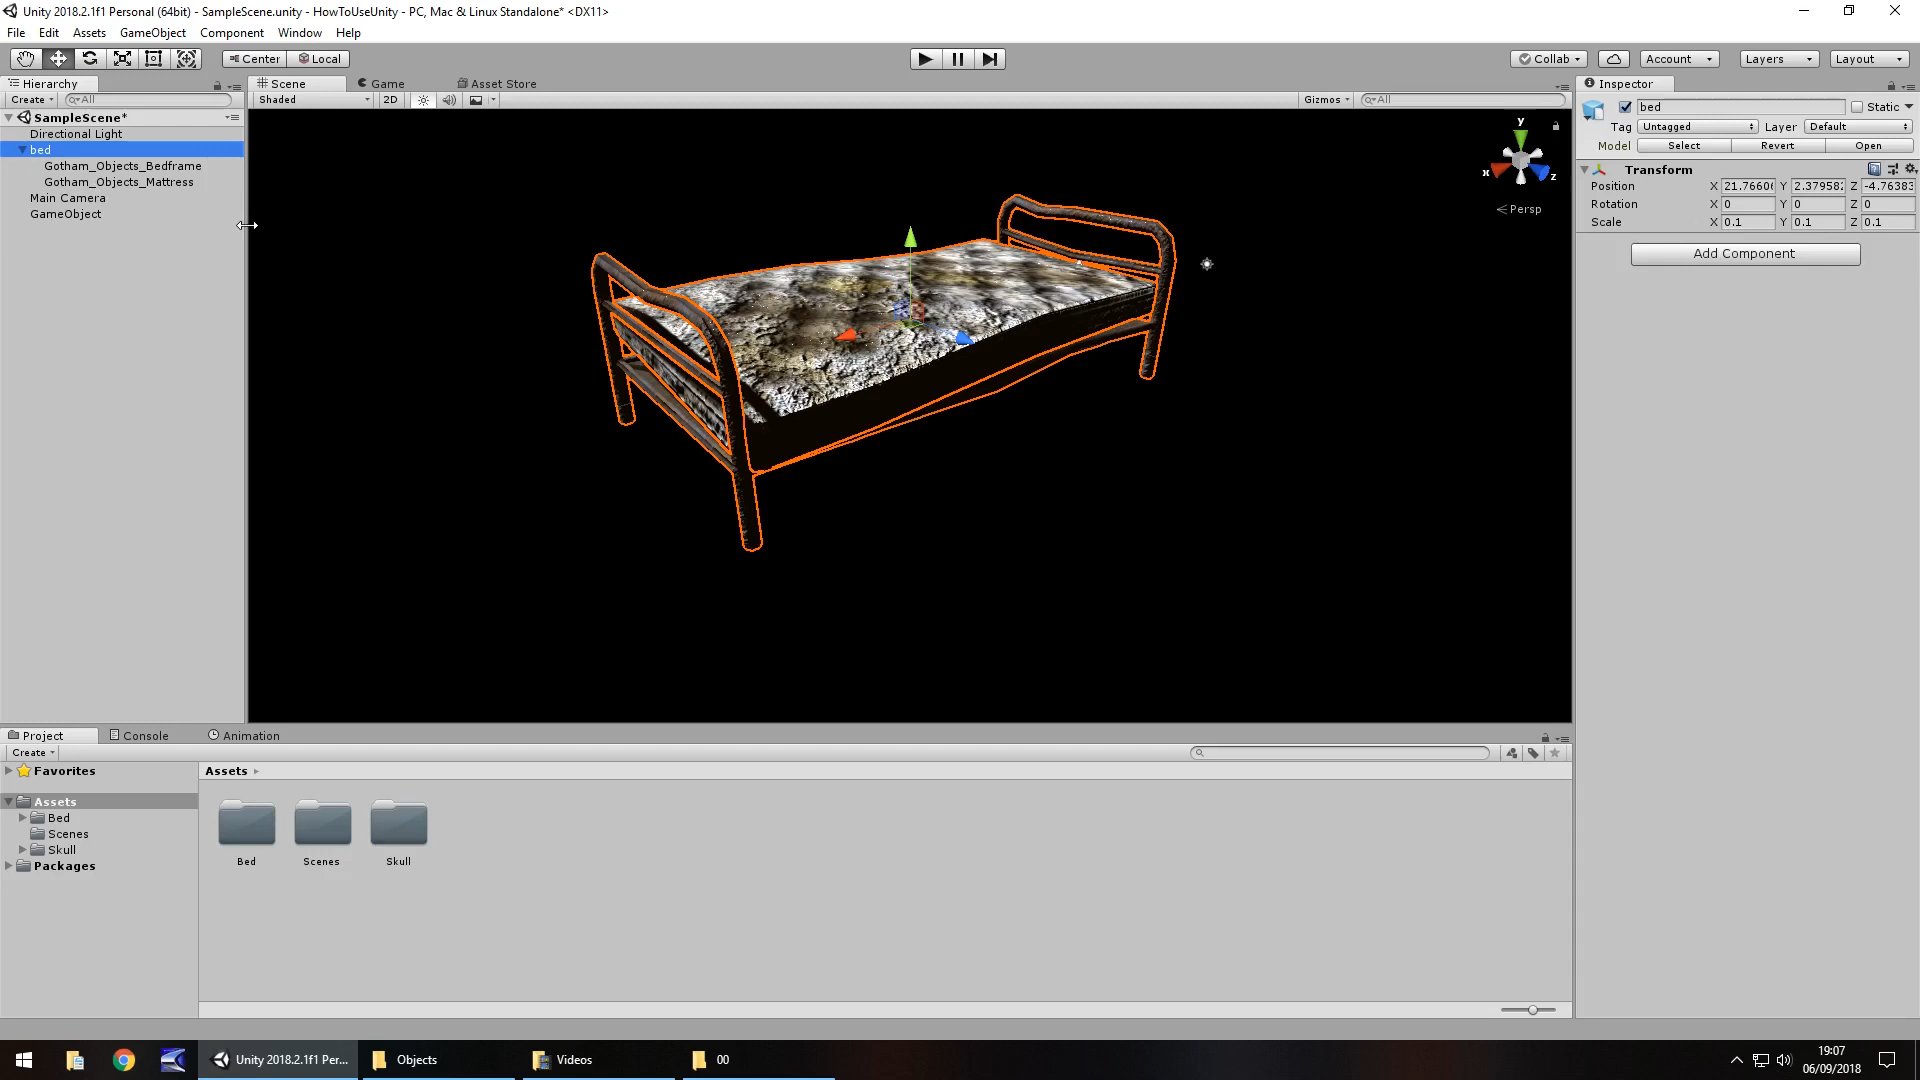 Unity 2018.2.1f1 Personal (64bit) - SampleScene.unity - HowToUseUnity - PC, Mac & Linux Standalone* <DX11>
File Edit Assets GameObject Component Window Help
Center Local Collab Account Layers Layout
Hierarchy Scene Game Asset Store Inspector
Create All Shaded 2D Gizmos All
bed Static
SampleScene*
Tag Untagged Layer Default
Directional Light
Model Select Revert Open
bed
Gotham_Objects_Bedframe
Transform
Gotham_Objects_Mattress
Position X 21.7660 Y 2.37958 Z -4.76383
Main Camera
Rotation X 0 Y 0 Z 0
GameObject
Scale X 0.1 Y 0.1 Z 0.1
y
x z
Persp
Add Component
Project Console Animation
Create
Favorites
Assets
Assets
Bed
Scenes
Skull
Packages
Bed Scenes Skull
Unity 2018.2.1f1 Per... Objects Videos 00
19:07
06/09/2018